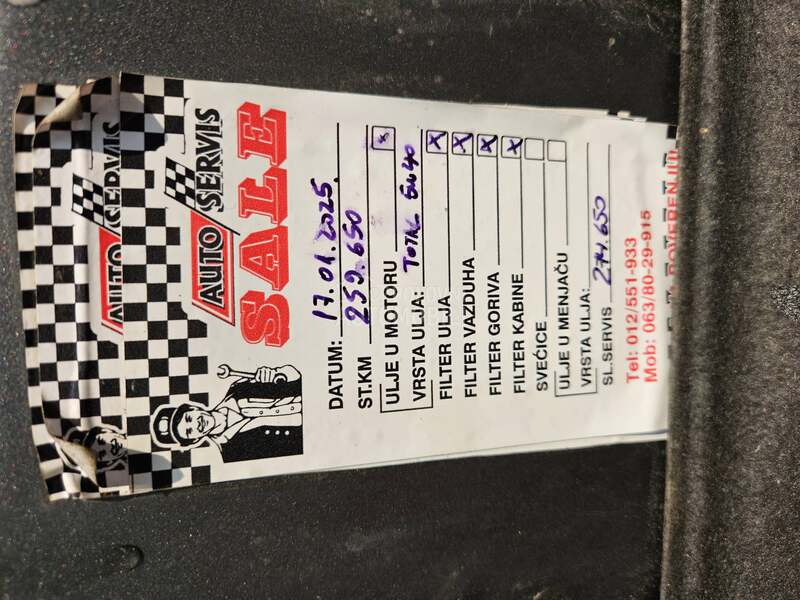 AUTO SERVIS
AUTO SERVIS
SALE
DATUM: 17.01.2025.
ST.KM 259.650
ULJE U MOTORU x
VRSTA ULJA: TOTAL 5W40
FILTER ULJA x
FILTER VAZDUHA x
FILTER GORIVA x
FILTER KABINE x
SVEĆICE
ULJE U MENJAČU
VRSTA ULJA:
SL.SERVIS 274.650
Tel: 012/551-933
Mob: 063/80-29-915